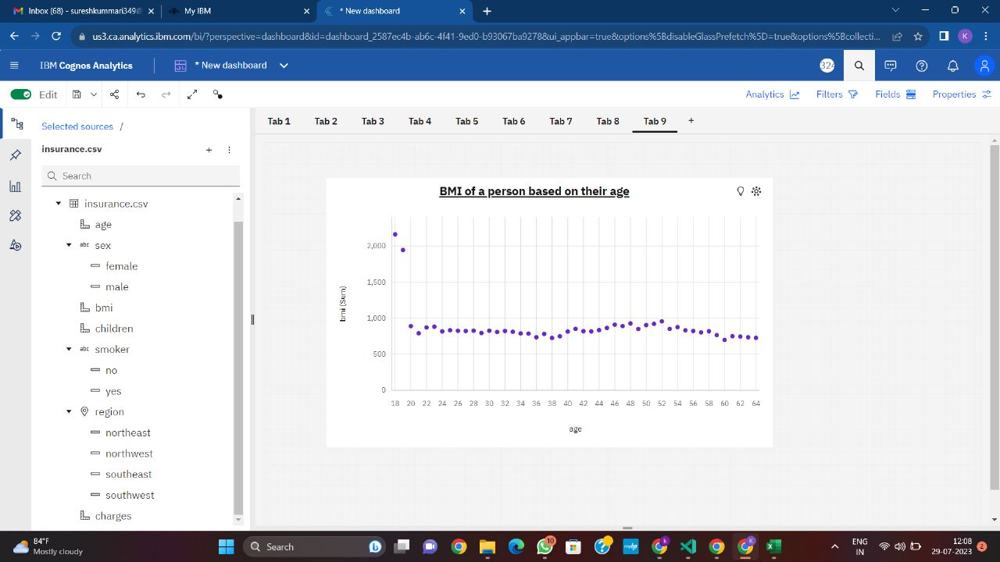 Inbox (68) - sureshkummari349@
My IBM
* New dashboard
us3.ca.analytics.ibm.com/bi/?perspective=dashboard&id=dashboard_2587ec4b-ab6c-4f41-9ed0-b93067ba9278&ui_appbar=true&options%5BdisableGlassPrefetch%5D=true&options%5Bcollecti...
K
IBM Cognos Analytics
* New dashboard
324
Edit
Analytics
Filters
Fields
Properties
Selected sources /
Tab 1 Tab 2 Tab 3 Tab 4 Tab 5 Tab 6 Tab 7 Tab 8 Tab 9 +
insurance.csv
Search
insurance.csv
age
abc sex
female
male
bmi
children
abc smoker
no
yes
region
northeast
northwest
southeast
southwest
charges
BMI of a person based on their age
bmi (Sum)
2,000
1,500
1,000
500
0
18 20 22 24 26 28 30 32 34 36 38 40 42 44 46 48 50 52 54 56 58 60 62 64
age
84°F
Mostly cloudy
Search
10
ENG
IN
12:08
29-07-2023
2